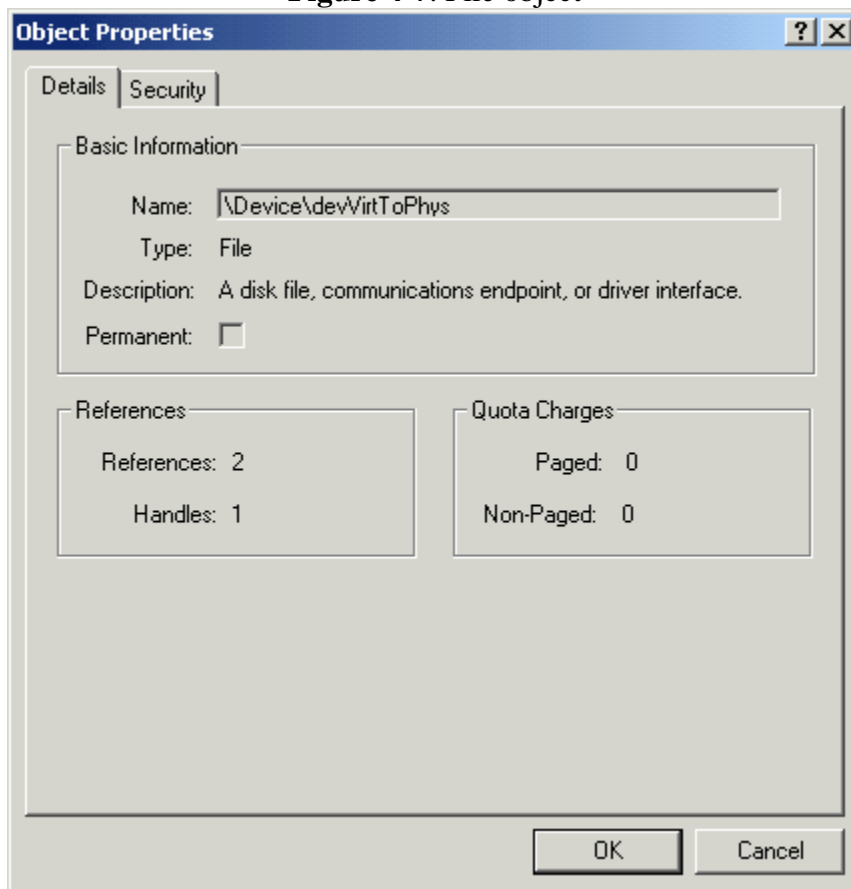 Object Properties
Details Security
Basic Information
Name: \Device\devVirtToPhys
Type: File
Description: A disk file, communications endpoint, or driver interface.
Permanent:
References
References: 2
Handles: 1
Quota Charges
Paged: 0
Non-Paged: 0
OK Cancel